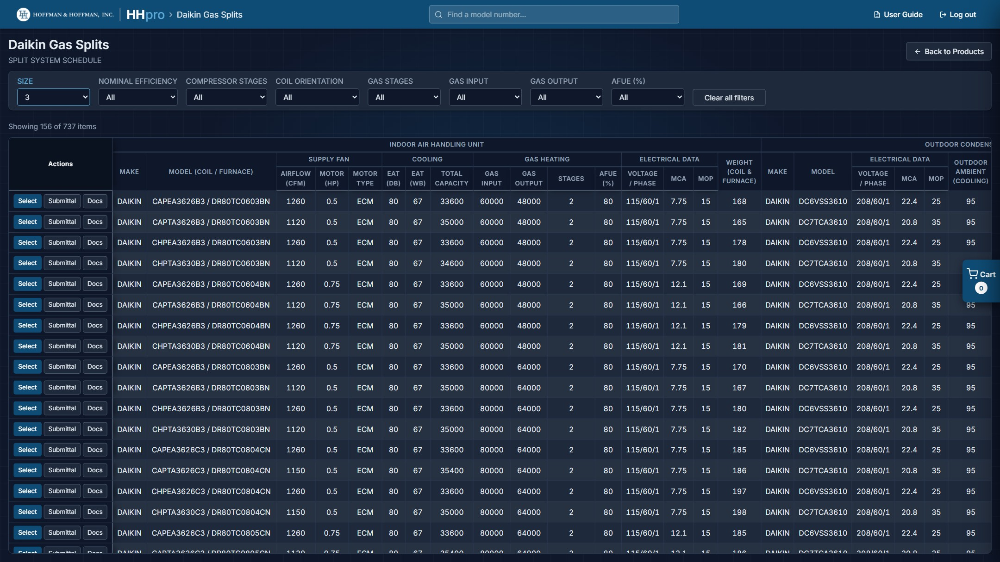 HOFFMAN & HOFFMAN, INC. HHpro › Daikin Gas Splits Find a model number... User Guide Log out
Daikin Gas Splits
SPLIT SYSTEM SCHEDULE
Back to Products
SIZE NOMINAL EFFICIENCY COMPRESSOR STAGES COIL ORIENTATION GAS STAGES GAS INPUT GAS OUTPUT AFUE (%)
3 All All All All All All All Clear all filters
Showing 156 of 737 items
Actions
INDOOR AIR HANDLING UNIT OUTDOOR CONDENS
SUPPLY FAN COOLING GAS HEATING ELECTRICAL DATA ELECTRICAL DATA
MAKE MODEL (COIL / FURNACE) AIRFLOW (CFM) MOTOR (HP) MOTOR TYPE EAT (DB) EAT (WB) TOTAL CAPACITY GAS INPUT GAS OUTPUT STAGES AFUE (%) VOLTAGE / PHASE MCA MOP WEIGHT (COIL & FURNACE) MAKE MODEL VOLTAGE / PHASE MCA MOP OUTDOOR AMBIENT (COOLING)
Select Submittal Docs DAIKIN CAPEA3626B3 / DR80TC0603BN 1260 0.5 ECM 80 67 33600 60000 48000 2 80 115/60/1 7.75 15 168 DAIKIN DC6VSS3610 208/60/1 22.4 25 95
Select Submittal Docs DAIKIN CAPTA3626B3 / DR80TC0603BN 1120 0.5 ECM 80 67 35000 60000 48000 2 80 115/60/1 7.75 15 165 DAIKIN DC7TCA3610 208/60/1 20.8 35 95
Select Submittal Docs DAIKIN CHPEA3626B3 / DR80TC0603BN 1260 0.5 ECM 80 67 33600 60000 48000 2 80 115/60/1 7.75 15 178 DAIKIN DC6VSS3610 208/60/1 22.4 25 95
Select Submittal Docs DAIKIN CHPTA3630B3 / DR80TC0603BN 1120 0.5 ECM 80 67 34600 60000 48000 2 80 115/60/1 7.75 15 180 DAIKIN DC7TCA3610 208/60/1 20.8 35
Cart
0
Select Submittal Docs DAIKIN CAPEA3626B3 / DR80TC0604BN 1260 0.75 ECM 80 67 33600 60000 48000 2 80 115/60/1 12.1 15 169 DAIKIN DC6VSS3610 208/60/1 22.4 25
Select Submittal Docs DAIKIN CAPTA3626B3 / DR80TC0604BN 1120 0.75 ECM 80 67 35000 60000 48000 2 80 115/60/1 12.1 15 166 DAIKIN DC7TCA3610 208/60/1 20.8 35 95
Select Submittal Docs DAIKIN CHPEA3626B3 / DR80TC0604BN 1260 0.75 ECM 80 67 33600 60000 48000 2 80 115/60/1 12.1 15 179 DAIKIN DC6VSS3610 208/60/1 22.4 25 95
Select Submittal Docs DAIKIN CHPTA3630B3 / DR80TC0604BN 1120 0.75 ECM 80 67 35000 60000 48000 2 80 115/60/1 12.1 15 181 DAIKIN DC7TCA3610 208/60/1 20.8 35 95
Select Submittal Docs DAIKIN CAPEA3626B3 / DR80TC0803BN 1260 0.5 ECM 80 67 33600 80000 64000 2 80 115/60/1 7.75 15 170 DAIKIN DC6VSS3610 208/60/1 22.4 25 95
Select Submittal Docs DAIKIN CAPTA3626B3 / DR80TC0803BN 1120 0.5 ECM 80 67 35000 80000 64000 2 80 115/60/1 7.75 15 167 DAIKIN DC7TCA3610 208/60/1 20.8 35 95
Select Submittal Docs DAIKIN CHPEA3626B3 / DR80TC0803BN 1260 0.5 ECM 80 67 33600 80000 64000 2 80 115/60/1 7.75 15 180 DAIKIN DC6VSS3610 208/60/1 22.4 25 95
Select Submittal Docs DAIKIN CHPTA3630B3 / DR80TC0803BN 1120 0.5 ECM 80 67 35000 80000 64000 2 80 115/60/1 7.75 15 182 DAIKIN DC7TCA3610 208/60/1 20.8 35 95
Select Submittal Docs DAIKIN CAPEA3626C3 / DR80TC0804CN 1260 0.5 ECM 80 67 33600 80000 64000 2 80 115/60/1 7.75 15 185 DAIKIN DC6VSS3610 208/60/1 22.4 25 95
Select Submittal Docs DAIKIN CAPTA3626C3 / DR80TC0804CN 1150 0.5 ECM 80 67 35400 80000 64000 2 80 115/60/1 7.75 15 186 DAIKIN DC7TCA3610 208/60/1 20.8 35 95
Select Submittal Docs DAIKIN CHPEA3626C3 / DR80TC0804CN 1260 0.5 ECM 80 67 33600 80000 64000 2 80 115/60/1 7.75 15 197 DAIKIN DC6VSS3610 208/60/1 22.4 25 95
Select Submittal Docs DAIKIN CHPTA3630C3 / DR80TC0804CN 1150 0.5 ECM 80 67 35000 80000 64000 2 80 115/60/1 7.75 15 198 DAIKIN DC7TCA3610 208/60/1 20.8 35 95
Select Submittal Docs DAIKIN CAPEA3626C3 / DR80TC0805CN 1260 0.75 ECM 80 67 33600 80000 64000 2 80 115/60/1 12.1 15 185 DAIKIN DC6VSS3610 208/60/1 22.4 25 95
Select Submittal Docs DAIKIN CAPTA3626C3 / DR80TC0805CN 1120 0.75 ECM 80 67 35400 80000 64000 2 80 115/60/1 12.1 15 186 DAIKIN DC7TCA3610 208/60/1 20.8 35 95